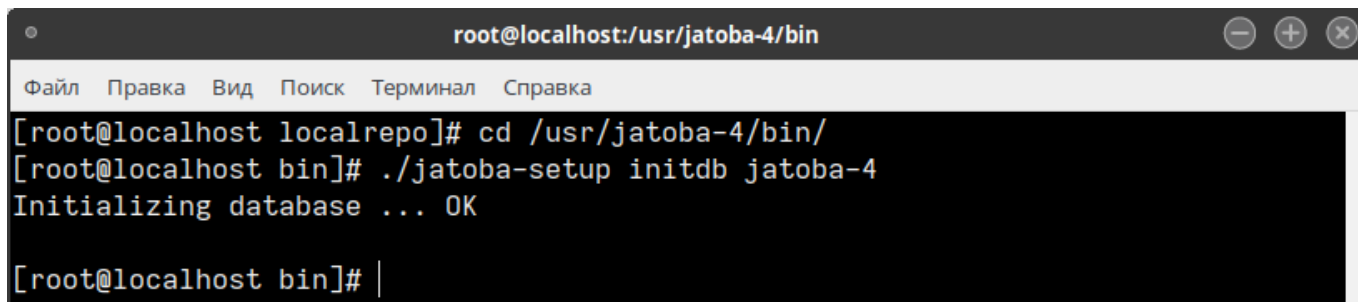 root@localhost:/usr/jatoba-4/bin
Файл Правка Вид Поиск Терминал Справка
[root@localhost localrepo]# cd /usr/jatoba-4/bin/
[root@localhost bin]# ./jatoba-setup initdb jatoba-4
Initializing database ... OK
[root@localhost bin]#